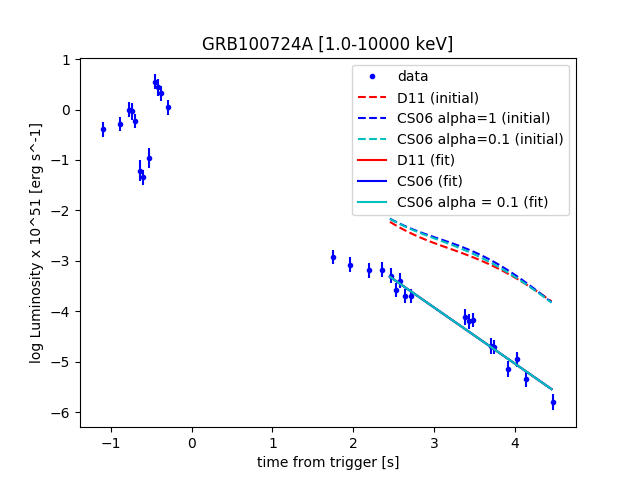 GRB100724A [1.0-10000 keV]
data
D11 (initial)
CS06 alpha=1 (initial)
CS06 alpha=0.1 (initial)
D11 (fit)
CS06 (fit)
CS06 alpha = 0.1 (fit)
log Luminosity x 10^51 [erg s^-1]
1
0
−1
−2
−3
−4
−5
−6
−1
0
1
2
3
4
time from trigger [s]